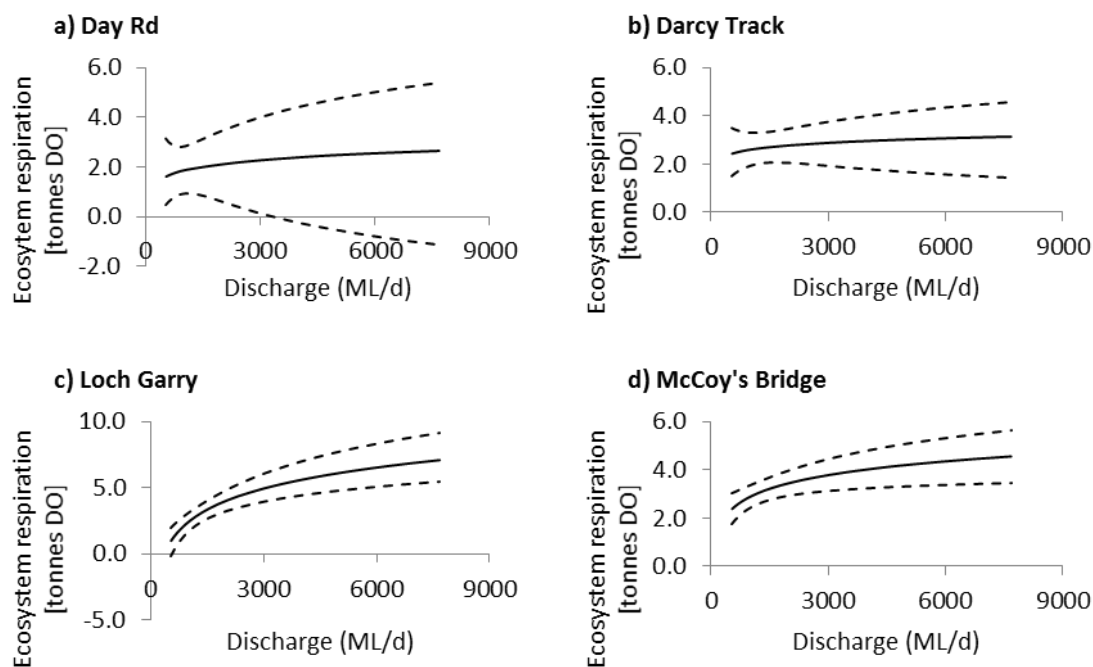 a) Day Rd
Ecosytem respiration
[tonnes DO]
6.0
4.0
2.0
0.0
-2.0
0
3000
6000
9000
Discharge (ML/d)
b) Darcy Track
Ecosystem respiration
[tonnes DO]
6.0
4.0
2.0
0.0
0
3000
6000
9000
Discharge (ML/d)
c) Loch Garry
Ecosystem respiration
[tonnes DO]
10.0
5.0
0.0
-5.0
0
3000
6000
9000
Discharge (ML/d)
d) McCoy's Bridge
Ecosystem respiration
[tonnes DO]
6.0
4.0
2.0
0.0
0
3000
6000
9000
Discharge (ML/d)